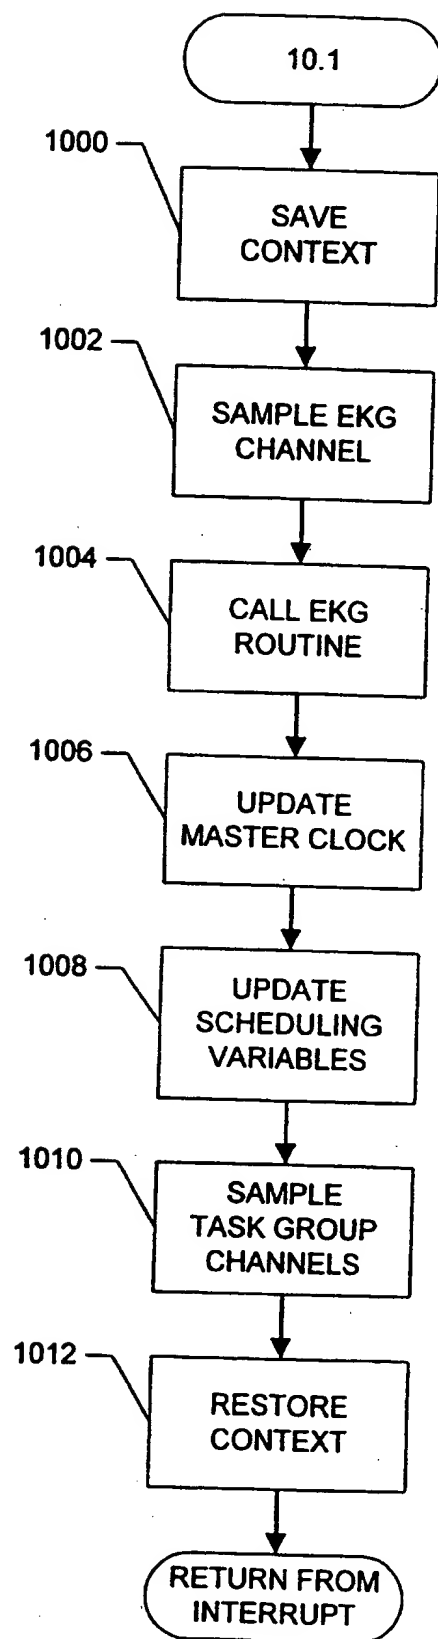 10.1
1000
SAVE
CONTEXT
1002
SAMPLE EKG
CHANNEL
1004
CALL EKG
ROUTINE
1006
UPDATE
MASTER CLOCK
1008
UPDATE
SCHEDULING
VARIABLES
1010
SAMPLE
TASK GROUP
CHANNELS
1012
RESTORE
CONTEXT
RETURN FROM
INTERRUPT